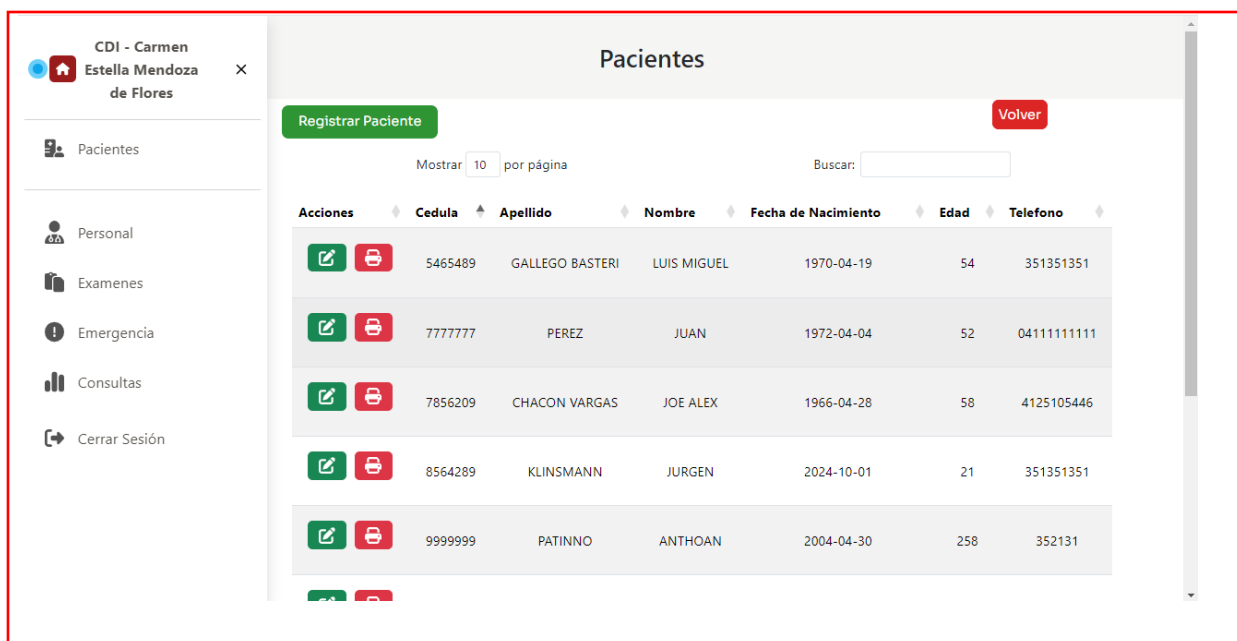 CDI - Carmen
Estella Mendoza
de Flores
Pacientes
Personal
Examenes
Emergencia
Consultas
Cerrar Sesión
Pacientes
Registrar Paciente
Volver
Mostrar 10 por página
Buscar:
Acciones Cedula Apellido Nombre Fecha de Nacimiento Edad Telefono
5465489 GALLEGO BASTERI LUIS MIGUEL 1970-04-19 54 351351351
7777777 PEREZ JUAN 1972-04-04 52 04111111111
7856209 CHACON VARGAS JOE ALEX 1966-04-28 58 4125105446
8564289 KLINSMANN JURGEN 2024-10-01 21 351351351
9999999 PATINNO ANTHOAN 2004-04-30 258 352131